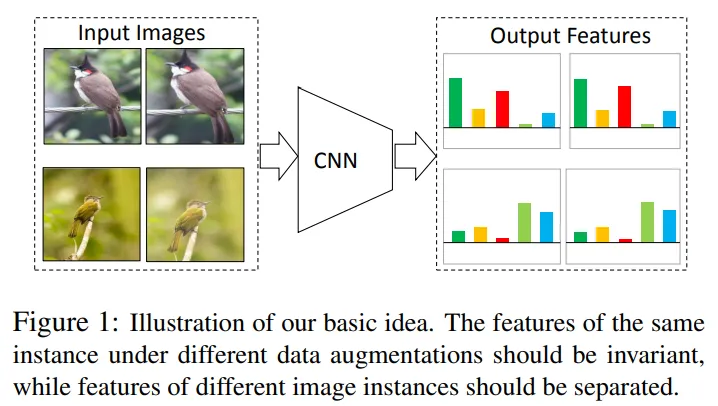 Input Images
Output Features
CNN
Figure 1: Illustration of our basic idea. The features of the same
instance under different data augmentations should be invariant,
while features of different image instances should be separated.